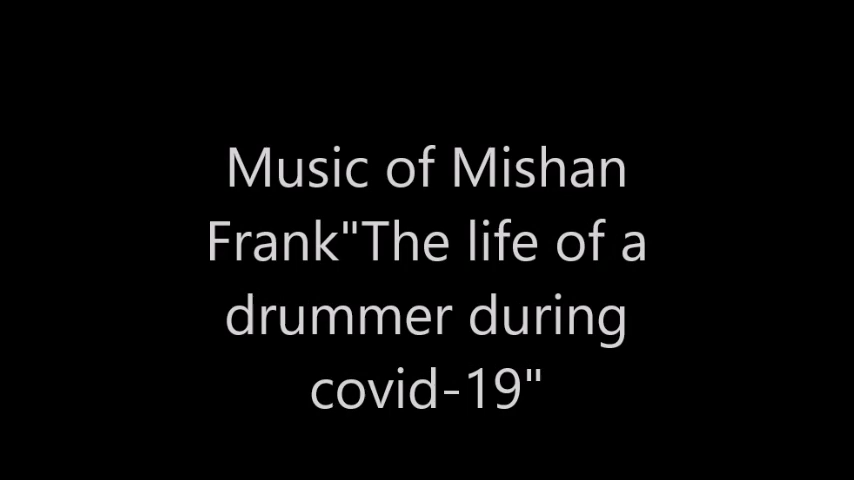 Music of Mishan
Frank"The life of a
drummer during
covid-19"